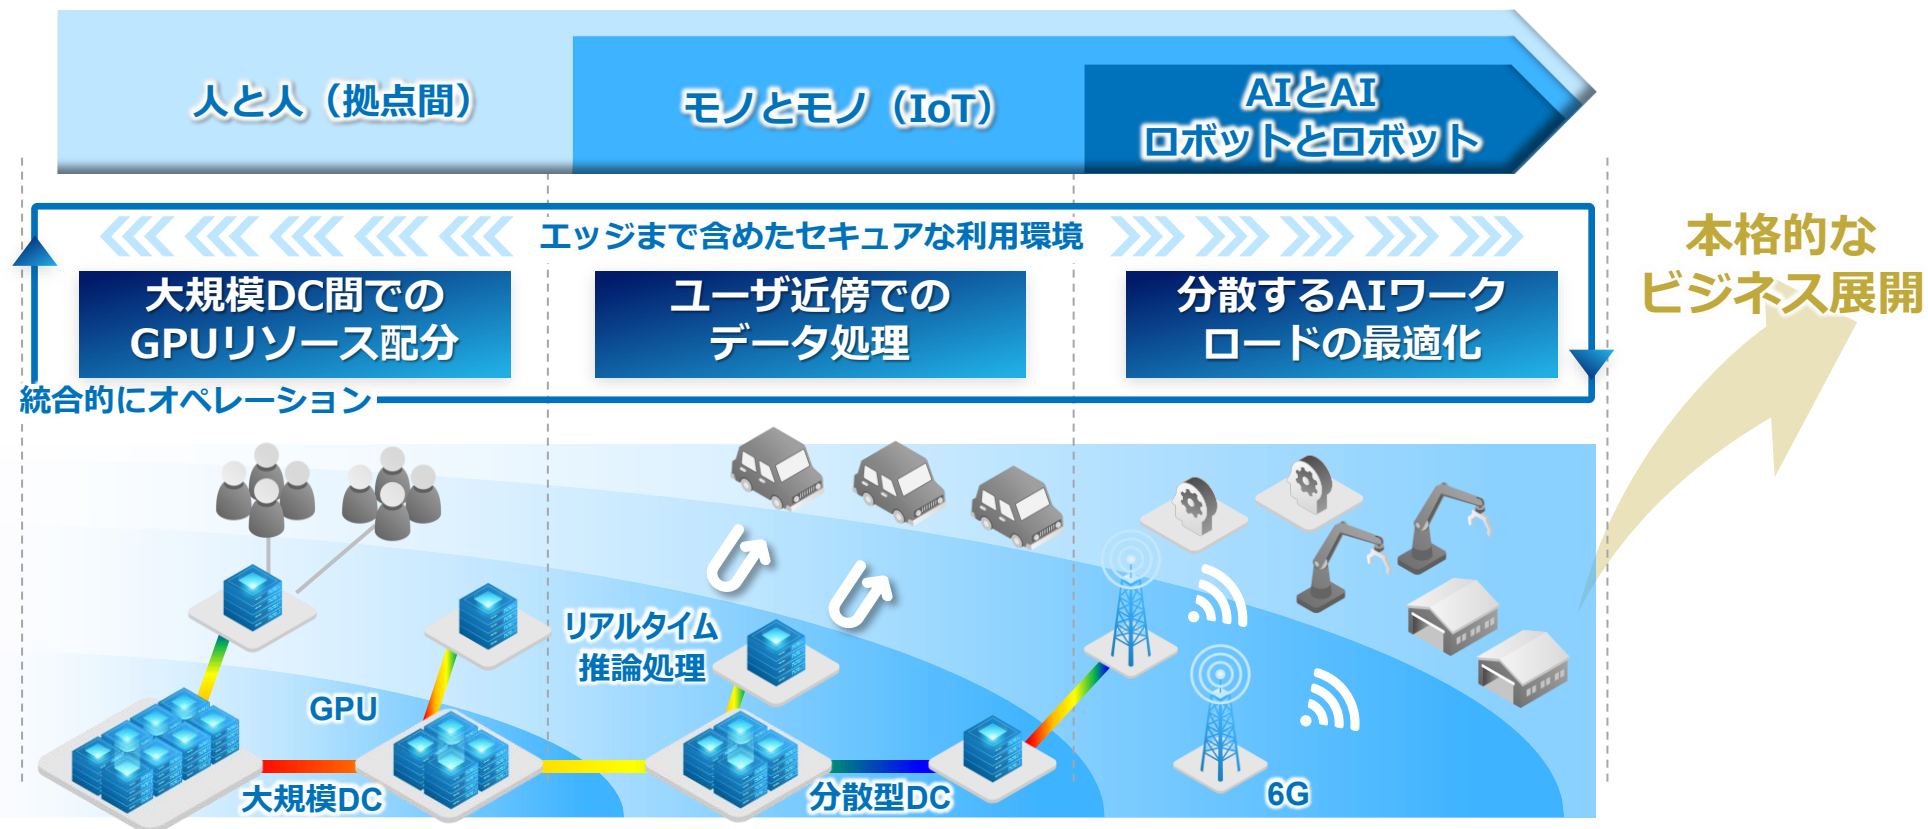 人と人（拠点間）
モノとモノ（IoT）
AIとAI
ロボットとロボット
エッジまで含めたセキュアな利用環境
大規模DC間での
GPUリソース配分
ユーザ近傍での
データ処理
分散するAIワーク
ロードの最適化
統合的にオペレーション
本格的な
ビジネス展開
リアルタイム
推論処理
GPU
大規模DC
分散型DC
6G